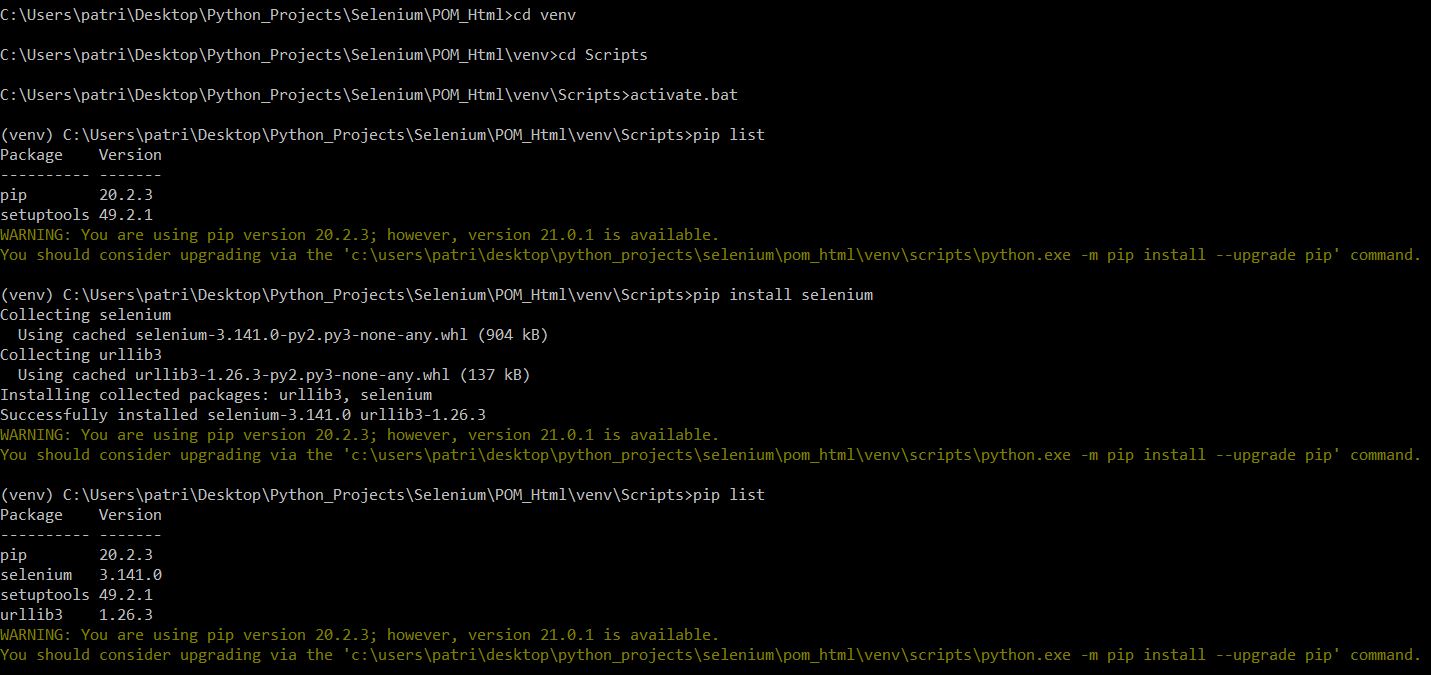 C:\Users\patri\Desktop\Python_Projects\Selenium\POM_Html>cd venv
C:\Users\patri\Desktop\Python_Projects\Selenium\POM_Html\venv>cd Scripts
C:\Users\patri\Desktop\Python_Projects\Selenium\POM_Html\venv\Scripts>activate.bat
(venv) C:\Users\patri\Desktop\Python_Projects\Selenium\POM_Html\venv\Scripts>pip list
Package    Version
---------- -------
pip        20.2.3
setuptools 49.2.1
WARNING: You are using pip version 20.2.3; however, version 21.0.1 is available.
You should consider upgrading via the 'c:\users\patri\desktop\python_projects\selenium\pom_html\venv\scripts\python.exe -m pip install --upgrade pip' command.
(venv) C:\Users\patri\Desktop\Python_Projects\Selenium\POM_Html\venv\Scripts>pip install selenium
Collecting selenium
  Using cached selenium-3.141.0-py2.py3-none-any.whl (904 kB)
Collecting urllib3
  Using cached urllib3-1.26.3-py2.py3-none-any.whl (137 kB)
Installing collected packages: urllib3, selenium
Successfully installed selenium-3.141.0 urllib3-1.26.3
WARNING: You are using pip version 20.2.3; however, version 21.0.1 is available.
You should consider upgrading via the 'c:\users\patri\desktop\python_projects\selenium\pom_html\venv\scripts\python.exe -m pip install --upgrade pip' command.
(venv) C:\Users\patri\Desktop\Python_Projects\Selenium\POM_Html\venv\Scripts>pip list
Package    Version
---------- -------
pip        20.2.3
selenium   3.141.0
setuptools 49.2.1
urllib3    1.26.3
WARNING: You are using pip version 20.2.3; however, version 21.0.1 is available.
You should consider upgrading via the 'c:\users\patri\desktop\python_projects\selenium\pom_html\venv\scripts\python.exe -m pip install --upgrade pip' command.